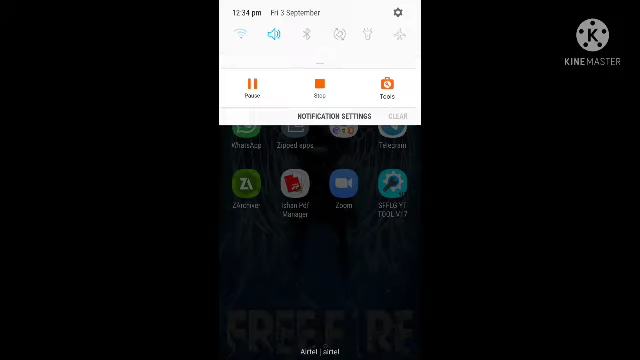 12:34 pm Fri 3 September
K
KINEMASTER
Pause Stop Tools
NOTIFICATION SETTINGS CLEAR
WhatsApp Zipped apps Telegram
ZA
ZArchiver Ishan Pdf Manager Zoom SFFLG YT TOOL V17
FREE FIRE
Airtel | airtel